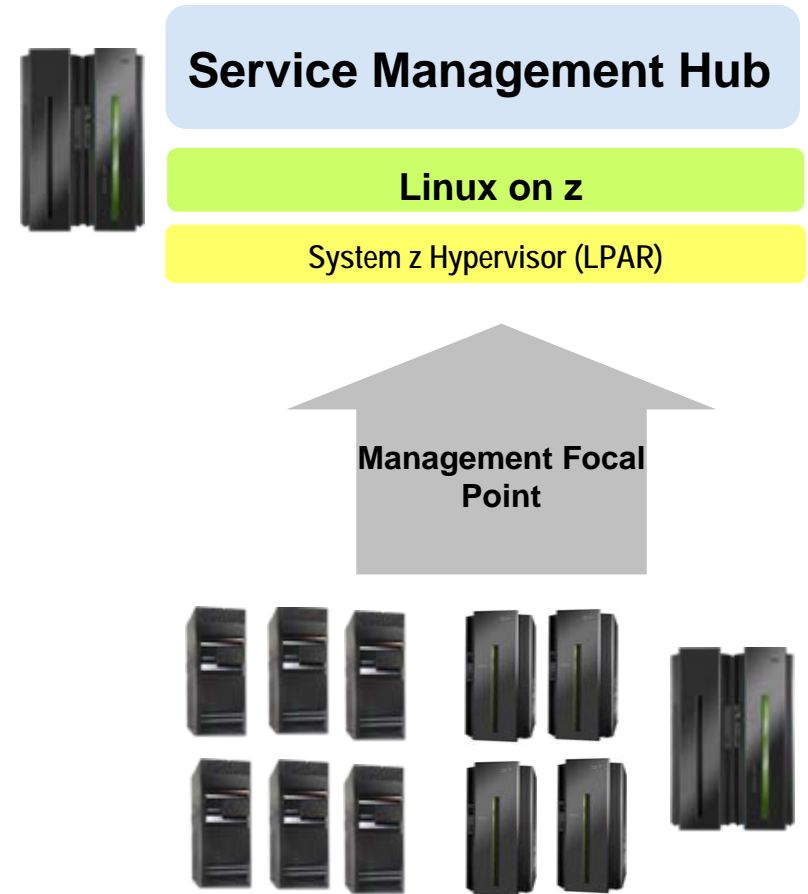 Service Management Hub
Linux on z
System z Hypervisor (LPAR)
Management Focal
Point